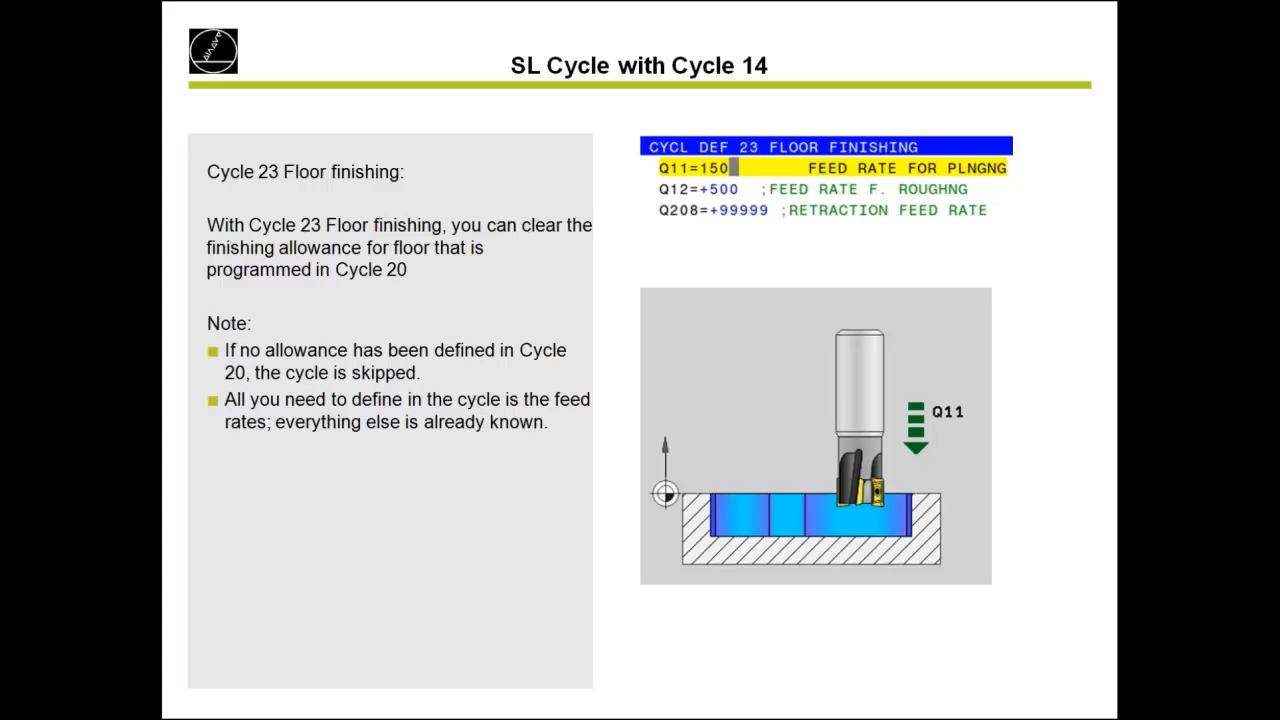 SL Cycle with Cycle 14
Cycle 23 Floor finishing:
With Cycle 23 Floor finishing, you can clear the
finishing allowance for floor that is
programmed in Cycle 20
Note:
If no allowance has been defined in Cycle
20, the cycle is skipped.
All you need to define in the cycle is the feed
rates; everything else is already known.
CYCL DEF 23 FLOOR FINISHING
Q11=150 FEED RATE FOR PLNGNG
Q12=+500 ;FEED RATE F. ROUGHNG
Q208=+99999 ;RETRACTION FEED RATE
Q11